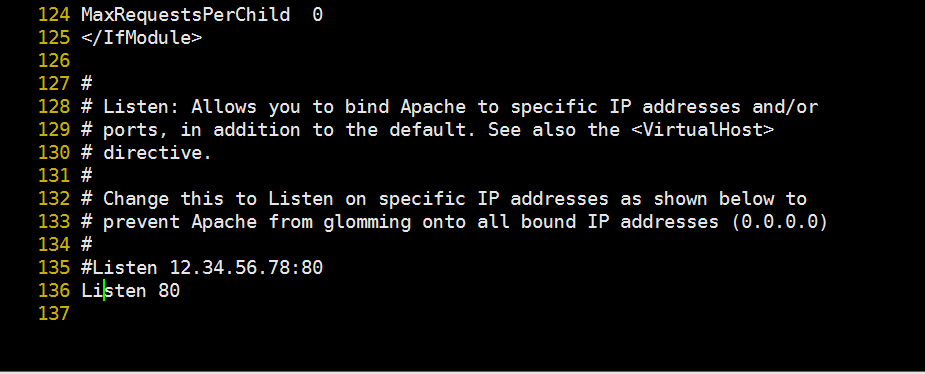 124 MaxRequestsPerChild  0
125 </IfModule>
126
127 #
128 # Listen: Allows you to bind Apache to specific IP addresses and/or
129 # ports, in addition to the default. See also the <VirtualHost>
130 # directive.
131 #
132 # Change this to Listen on specific IP addresses as shown below to
133 # prevent Apache from glomming onto all bound IP addresses (0.0.0.0)
134 #
135 #Listen 12.34.56.78:80
136 Listen 80
137